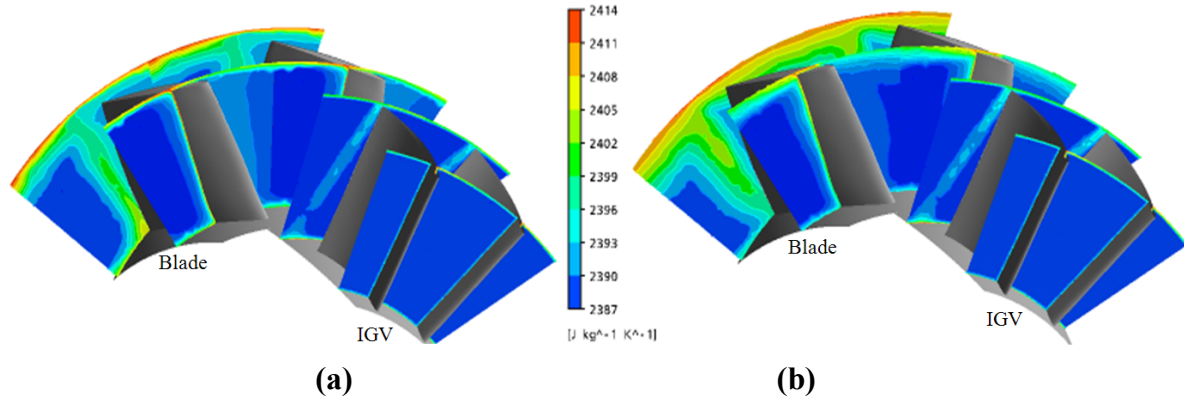 2414
2411
2408
2405
2402
2399
2396
2393
2390
2387
[J kg^-1 K^-1]
Blade
IGV
Blade
IGV
(a)
(b)